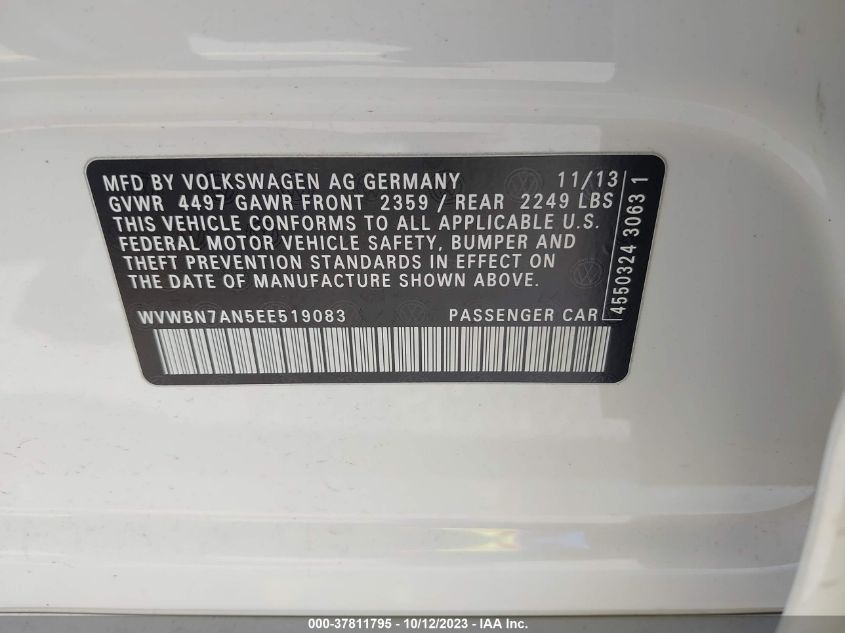 MFD BY VOLKSWAGEN AG GERMANY 11/13
GVWR 4497 GAWR FRONT 2359 / REAR 2249 LBS
THIS VEHICLE CONFORMS TO ALL APPLICABLE U.S.
FEDERAL MOTOR VEHICLE SAFETY, BUMPER AND
THEFT PREVENTION STANDARDS IN EFFECT ON
THE DATE OF MANUFACTURE SHOWN ABOVE.
WVWBN7AN5EE519083 PASSENGER CAR
4550324 3063 1
000-37811795 - 10/12/2023 - IAA Inc.